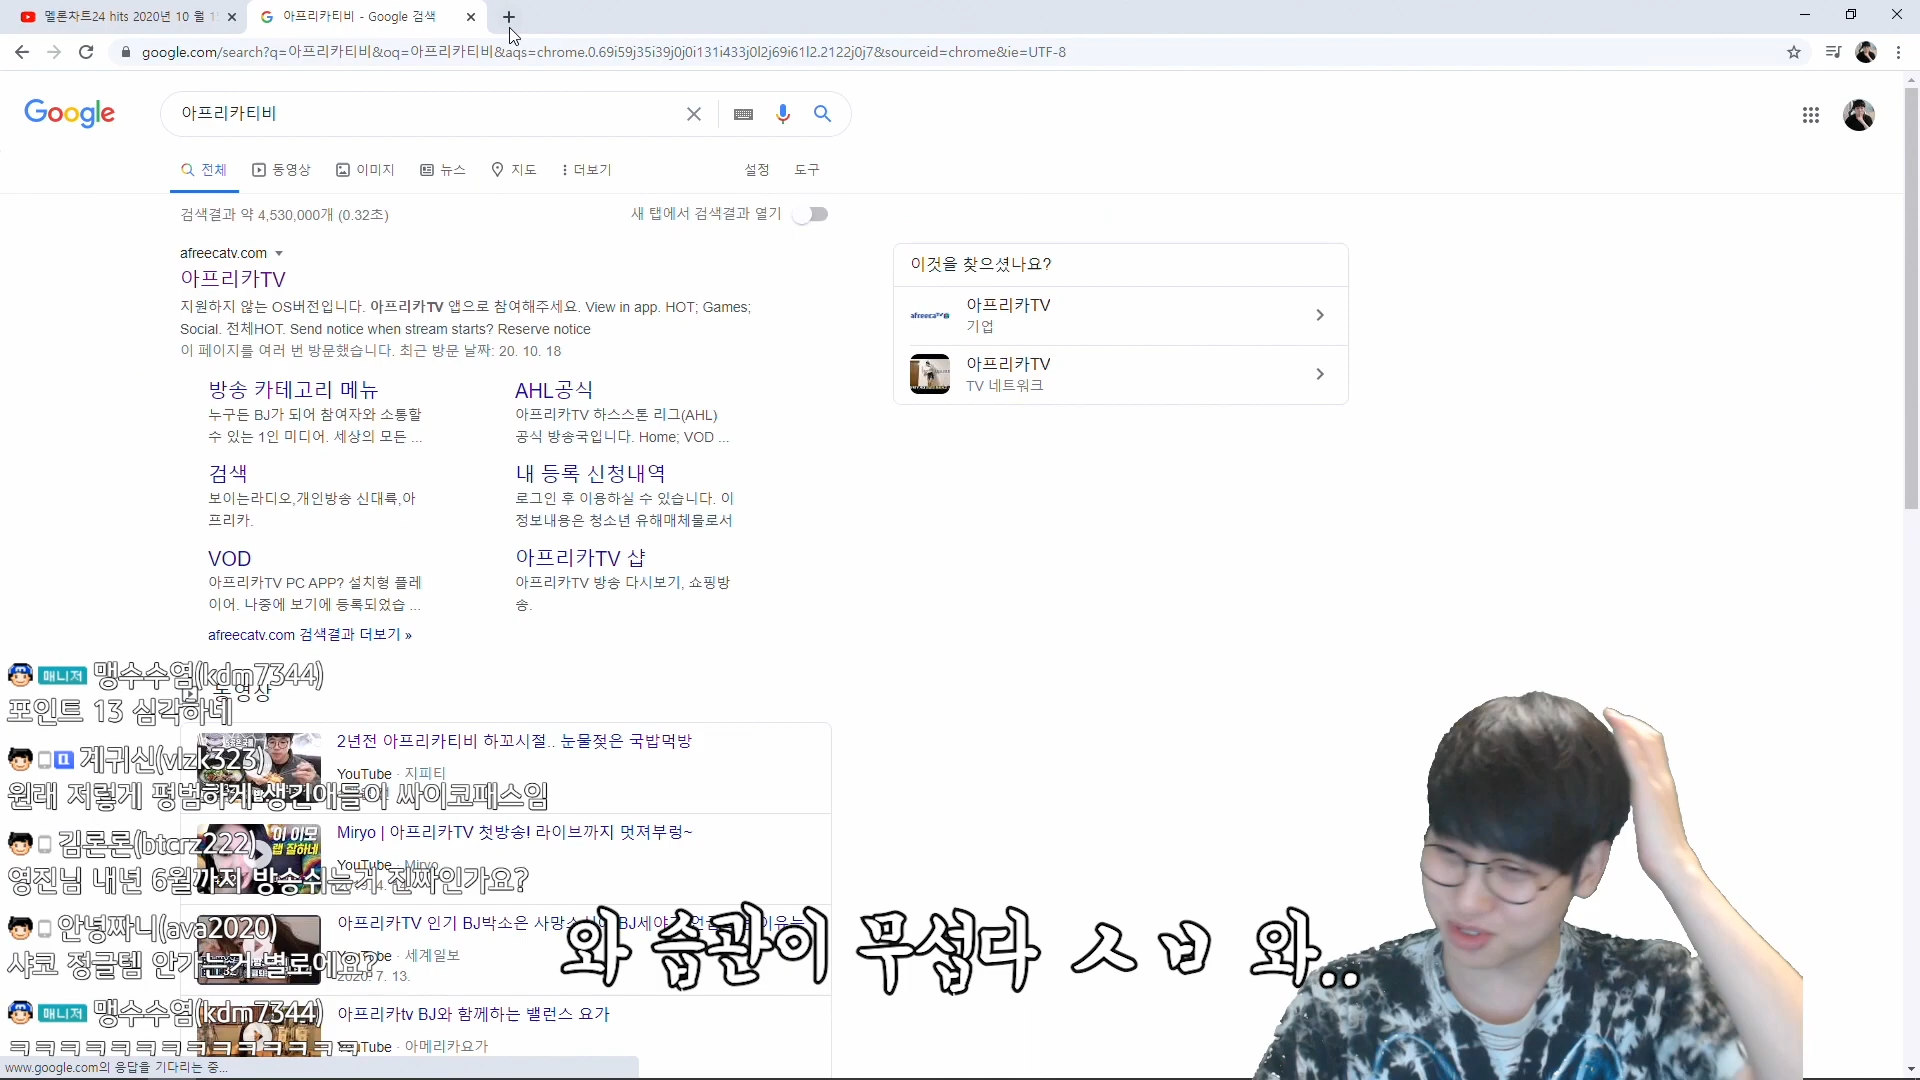 멜론차트24 hits 2020년 10 월 1
아프리카티비 - Google 검색
google.com/search?q=아프리카티비&oq=아프리카티비&aqs=chrome.0.69i59j35i39j0j0i131i433j0l2j69i61l2.2122j0j7&sourceid=chrome&ie=UTF-8
Google
아프리카티비
전체
동영상
이미지
뉴스
지도
더보기
설정
도구
검색결과 약 4,530,000개 (0.32초)
새 탭에서 검색결과 열기
afreecatv.com
아프리카TV
지원하지 않는 OS버전입니다. 아프리카TV 앱으로 참여해주세요. View in app. HOT; Games;
Social. 전체HOT. Send notice when stream starts? Reserve notice
이 페이지를 여러 번 방문했습니다. 최근 방문 날짜: 20. 10. 18
방송 카테고리 메뉴
누구든 BJ가 되어 참여자와 소통할
수 있는 1인 미디어. 세상의 모든 ...
AHL공식
아프리카TV 하스스톤 리그(AHL)
공식 방송국입니다. Home; VOD ...
검색
보이는라디오,개인방송 신대륙,아
프리카.
내 등록 신청내역
로그인 후 이용하실 수 있습니다. 이
정보내용은 청소년 유해매체물로서
VOD
아프리카TV PC APP? 설치형 플레
이어. 나중에 보기에 등록되었습 ...
아프리카TV 샵
아프리카TV 방송 다시보기, 쇼핑방
송.
afreecatv.com 검색결과 더보기 »
이것을 찾으셨나요?
afreecaTV
아프리카TV
기업
아프리카TV
TV 네트워크
동영상
2년전 아프리카티비 하꼬시절.. 눈물젖은 국밥먹방
YouTube · 지피티
Miryo | 아프리카TV 첫방송! 라이브까지 멋져부렁~
YouTube · Miryo
미 이모
랩 잘하네
아프리카TV 인기 BJ박소은 사망소식에 BJ세야가 언급한 이유는
YouTube · 세계일보
2020. 7. 13.
아프리카tv BJ와 함께하는 밸런스 요가
YouTube · 아메리카요가
매니저 맹수수염(kdm7344)
포인트 13 심각하네
계귀신(vlzk323)
원래 저렇게 평범하게 생긴애들이 싸이코패스임
김론론(btcrz222)
영진님 내년 6월까지 방송쉬는거 진짜인가요?
안녕짜니(ava2020)
샤코 정글템 안가는거 별로에요?
매니저 맹수수염(kdm7344)
ㅋㅋㅋㅋㅋㅋㅋㅋㅋㅋㅋㅋㅋㅋ
와 습관이 무섭다 ㅅㅂ 와..
www.google.com의 응답을 기다리는 중...